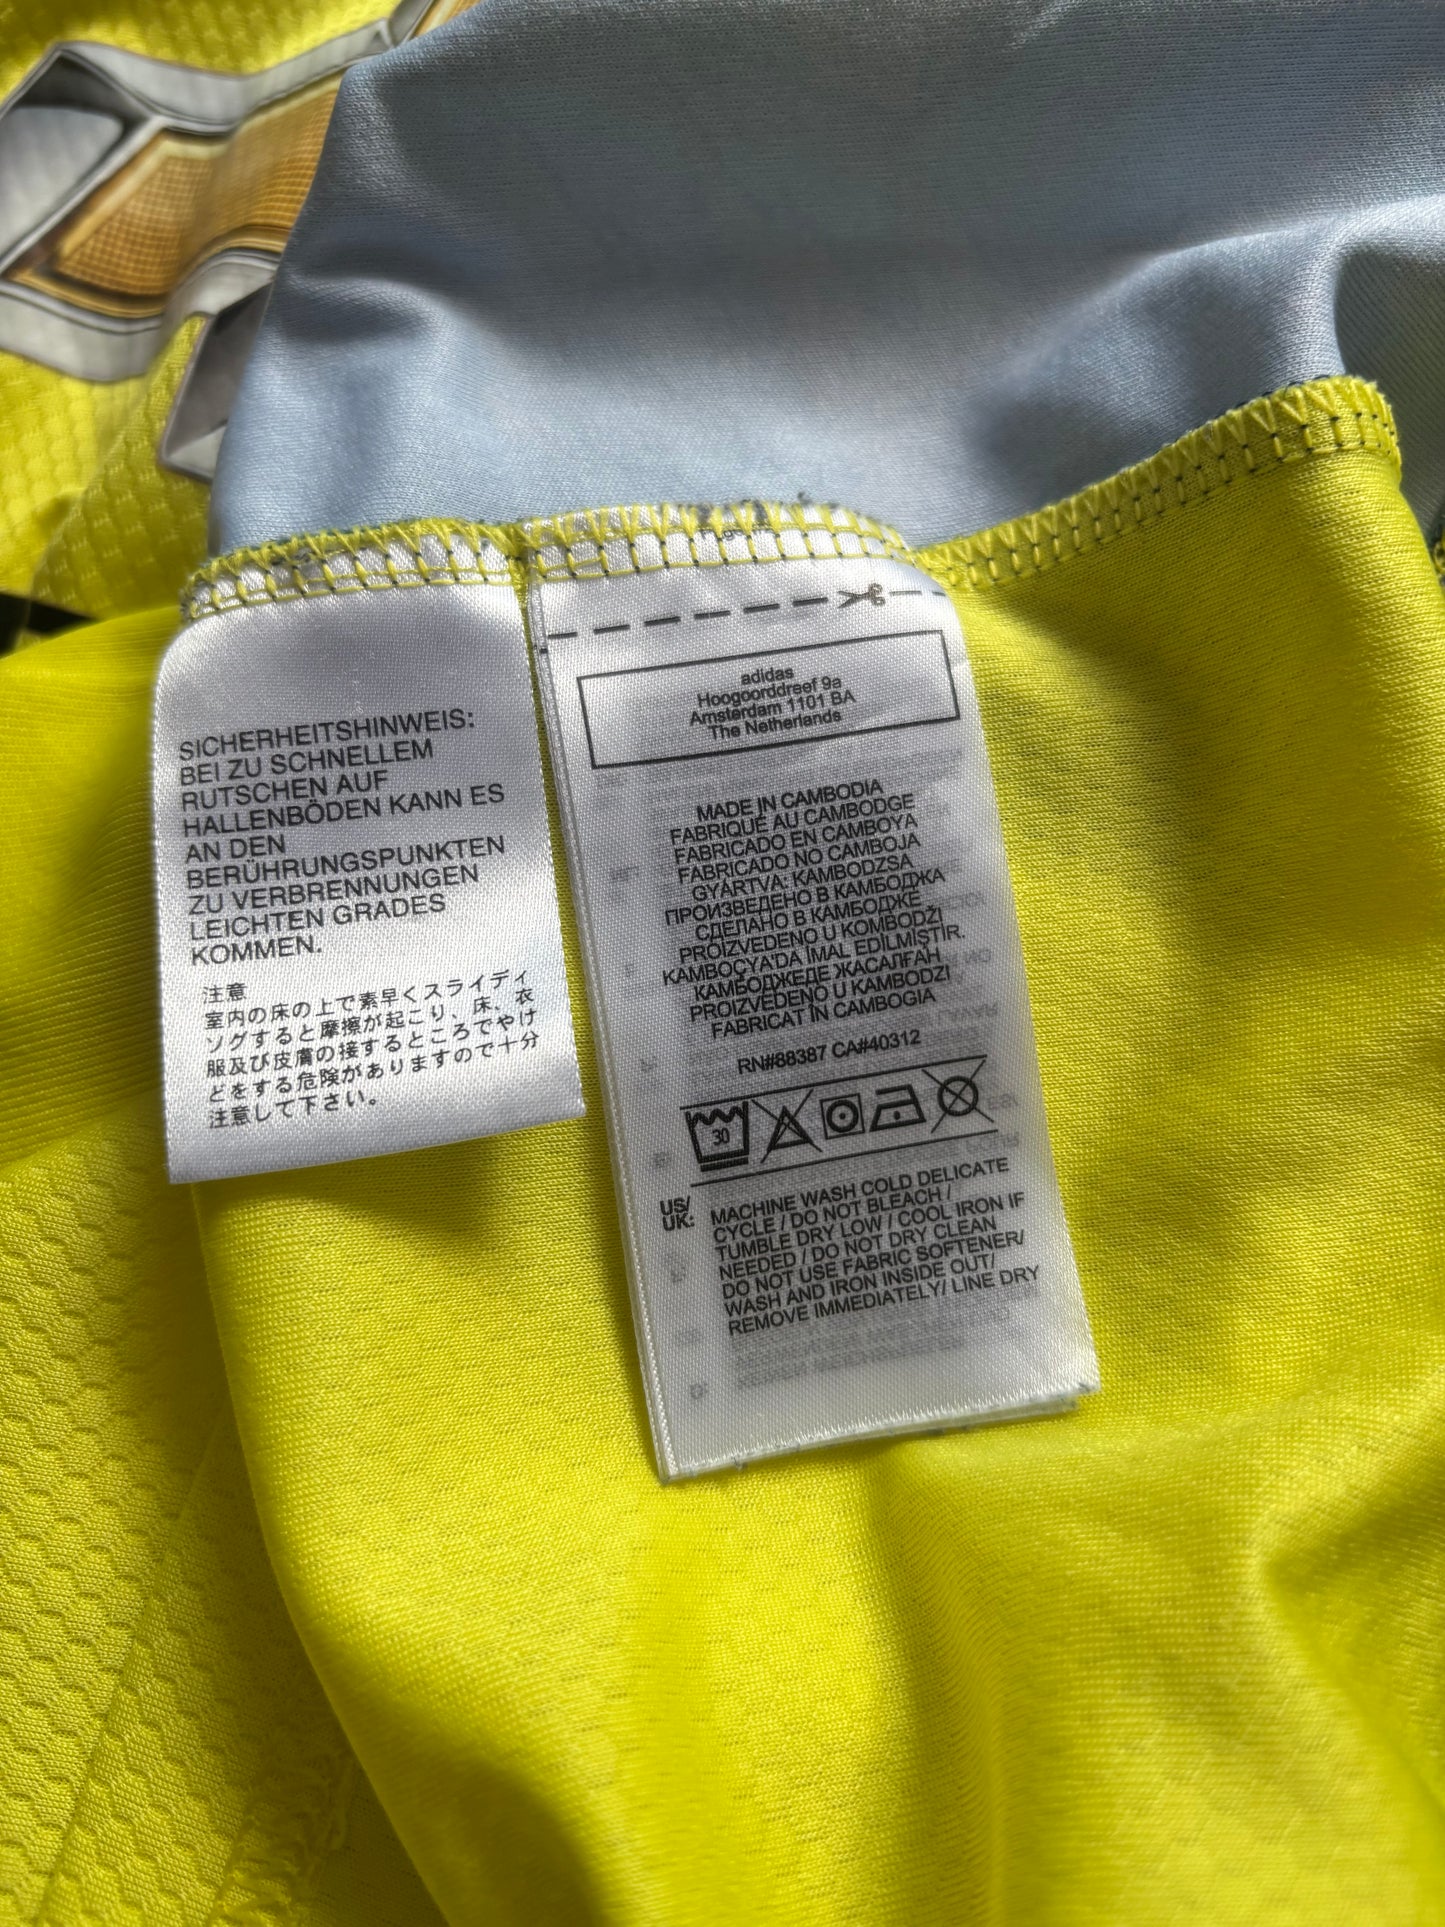 SICHERHEITSHINWEIS:
BEI ZU SCHNELLEM
RUTSCHEN AUF
HALLENBÖDEN KANN ES
AN DEN
BERÜHRUNGSPUNKTEN
ZU VERBRENNUNGEN
LEICHTEN GRADES
KOMMEN.
注意
室内の床の上で素早くスライディ
ングすると摩擦が起こり、床、衣
服及び皮膚の接するところでやけ
どをする危険がありますので十分
注意して下さい。
adidas
Hoogoorddreef 9a
Amsterdam 1101 BA
The Netherlands
MADE IN CAMBODIA
FABRIQUÉ AU CAMBODGE
FABRICADO EN CAMBOYA
FABRICADO NO CAMBOJA
GYÁRTVA: KAMBODZSA
ПРОИЗВЕДЕНО В КАМБОДЖА
СДЕЛАНО В КАМБОДЖЕ
PROIZVEDENO U KOMBODŽI
KAMBOÇYA'DA İMAL EDİLMİŞTİR.
КАМБОДЖЕДЕ ЖАСАЛҒАН
PROIZVEDENO U KAMBODZI
FABRICAT ÎN CAMBOGIA
RN#88387 CA#40312
30
US/
UK:
MACHINE WASH COLD DELICATE
CYCLE / DO NOT BLEACH /
TUMBLE DRY LOW / COOL IRON IF
NEEDED / DO NOT DRY CLEAN
DO NOT USE FABRIC SOFTENER/
WASH AND IRON INSIDE OUT/
REMOVE IMMEDIATELY/ LINE DRY